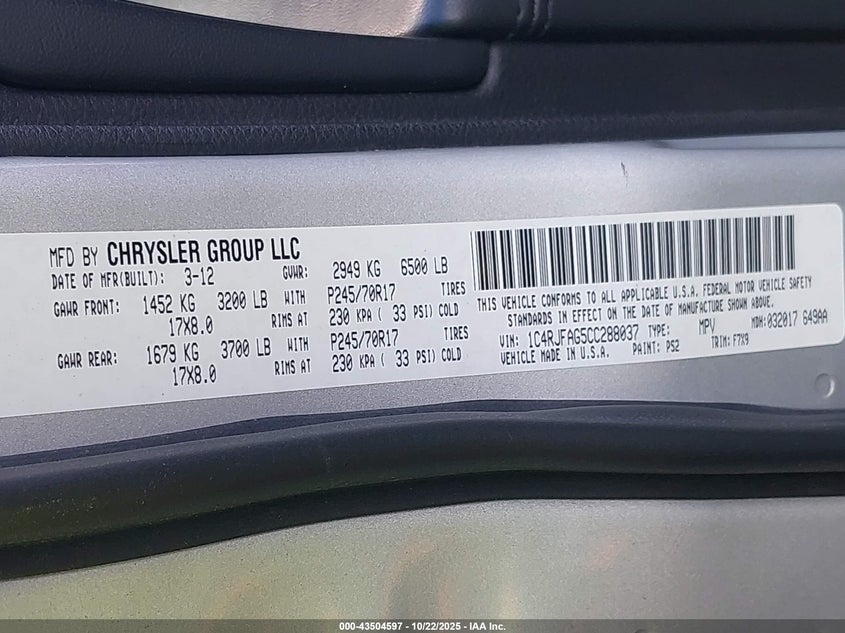 MFD BY CHRYSLER GROUP LLC
DATE OF MFR(BUILT): 3-12 GVWR: 2949 KG 6500 LB
GAWR FRONT: 1452 KG 3200 LB WITH P245/70R17 TIRES
17X8.0 RIMS AT 230 KPA ( 33 PSI) COLD
GAWR REAR: 1679 KG 3700 LB WITH P245/70R17 TIRES
17X8.0 RIMS AT 230 KPA ( 33 PSI) COLD
THIS VEHICLE CONFORMS TO ALL APPLICABLE U.S.A. FEDERAL MOTOR VEHICLE SAFETY
STANDARDS IN EFFECT ON THE DATE OF MANUFACTURE SHOWN ABOVE.
VIN: 1C4RJFAG5CC288037 TYPE: MPV MDH:032017 649AA
VEHICLE MADE IN U.S.A. PAINT: PS2 TRIM: F7X9
000-43504597 - 10/22/2025 - IAA Inc.